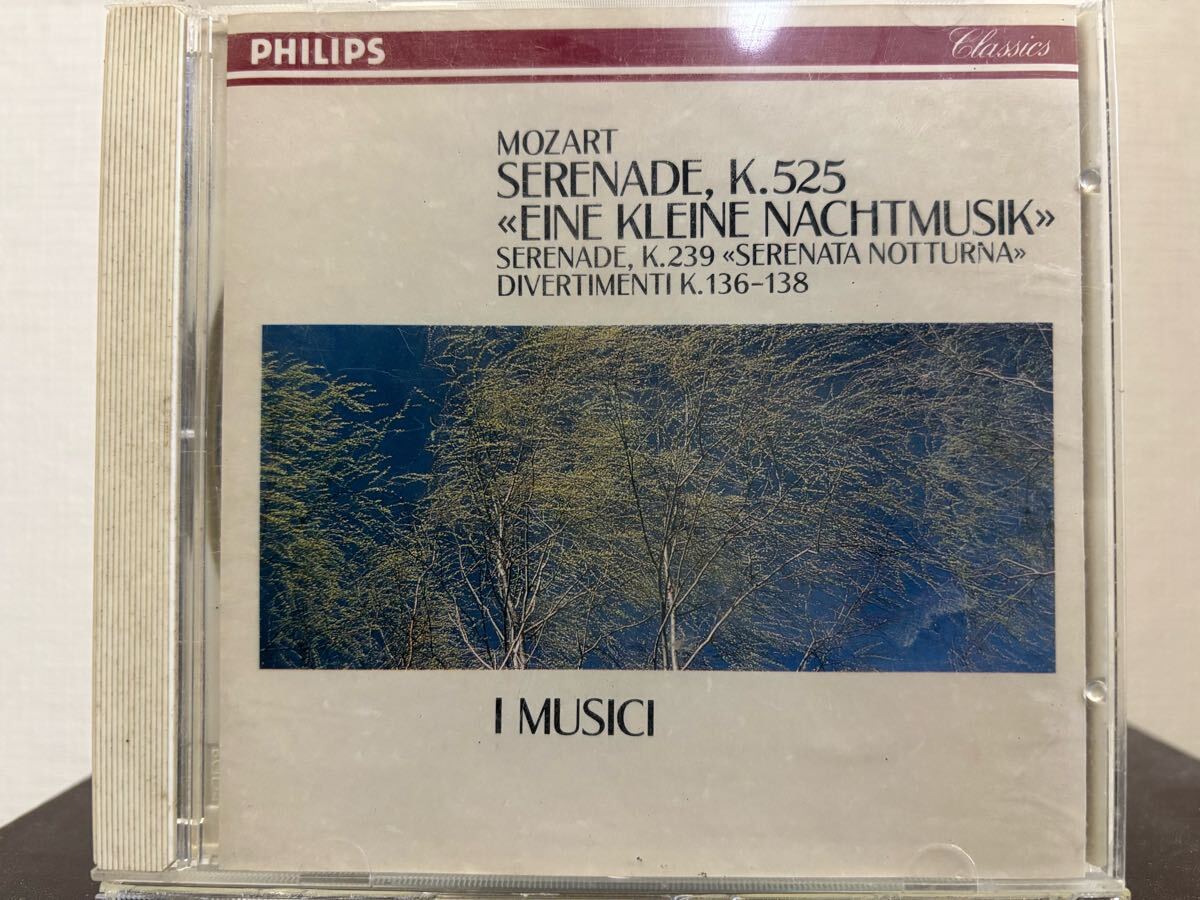 PHILIPS Classics
MOZART
SERENADE, K.525
«EINE KLEINE NACHTMUSIK»
SERENADE, K.239 «SERENATA NOTTURNA»
DIVERTIMENTI K.136-138
I MUSICI